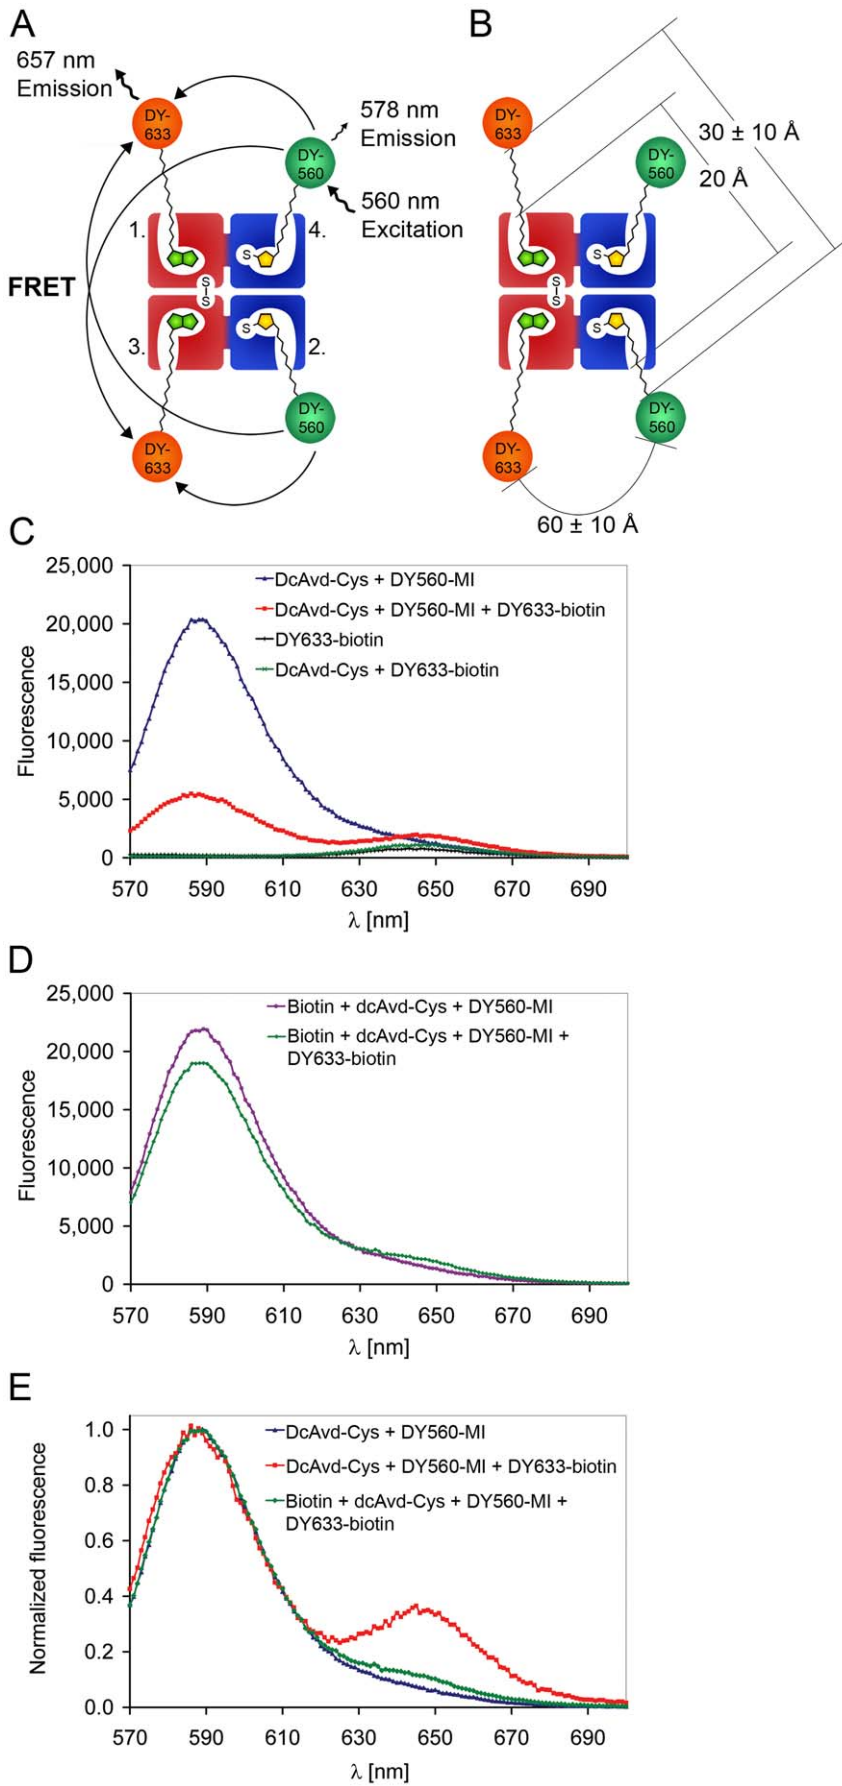 A
657 nm
Emission
DY-
633
578 nm
Emission
DY-
560
560 nm
Excitation
1.
4.
S
S
S
FRET
S
3.
2.
DY-
560
DY-
633
B
DY-
633
30 ± 10 Å
DY-
560
20 Å
S
S
S
S
DY-
560
DY-
633
60 ± 10 Å
C
25,000
20,000
15,000
10,000
5,000
0
Fluorescence
DcAvd-Cys + DY560-MI
DcAvd-Cys + DY560-MI + DY633-biotin
DY633-biotin
DcAvd-Cys + DY633-biotin
570 590 610 630 650 670 690
λ [nm]
D
25,000
20,000
15,000
10,000
5,000
0
Fluorescence
Biotin + dcAvd-Cys + DY560-MI
Biotin + dcAvd-Cys + DY560-MI +
DY633-biotin
570 590 610 630 650 670 690
λ [nm]
E
1.0
0.8
0.6
0.4
0.2
0.0
Normalized fluorescence
DcAvd-Cys + DY560-MI
DcAvd-Cys + DY560-MI + DY633-biotin
Biotin + dcAvd-Cys + DY560-MI +
DY633-biotin
570 590 610 630 650 670 690
λ [nm]